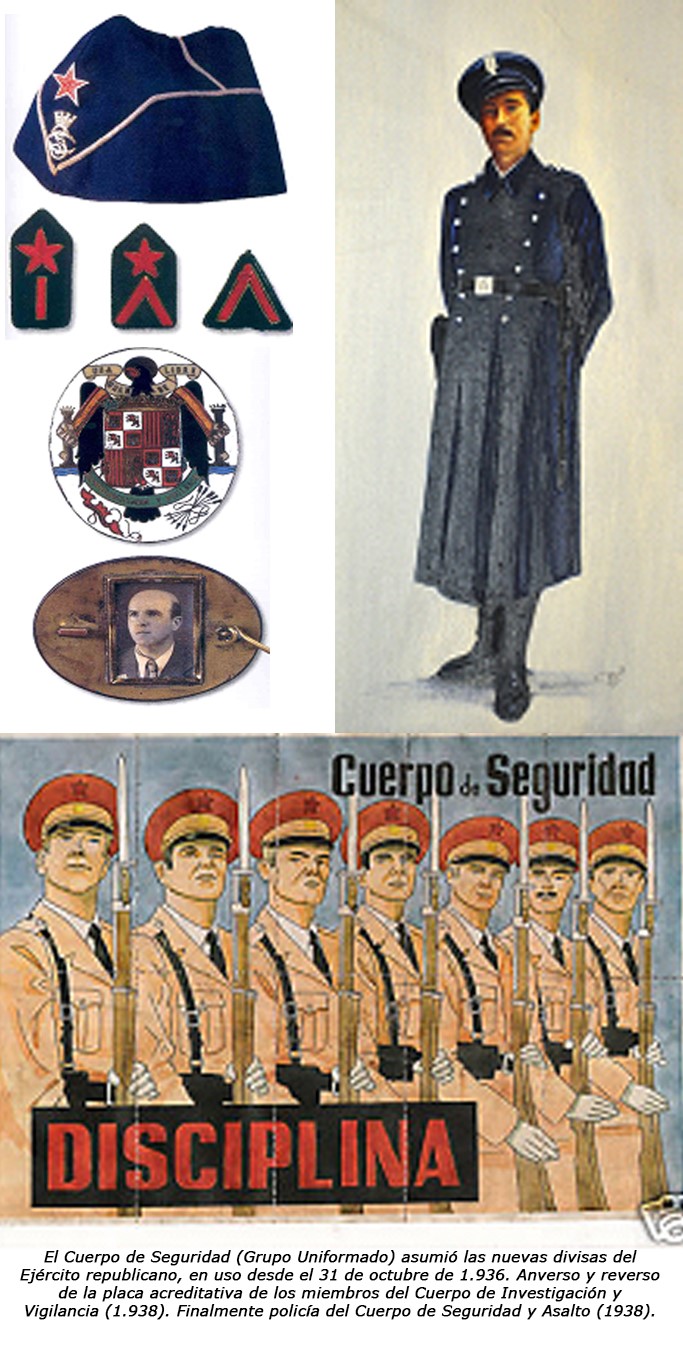 UNA
LIBRE
Cuerpo de Seguridad
DISCIPLINA
El Cuerpo de Seguridad (Grupo Uniformado) asumió las nuevas divisas del
Ejército republicano, en uso desde el 31 de octubre de 1.936. Anverso y reverso
de la placa acreditativa de los miembros del Cuerpo de Investigación y
Vigilancia (1.938). Finalmente policía del Cuerpo de Seguridad y Asalto (1938).